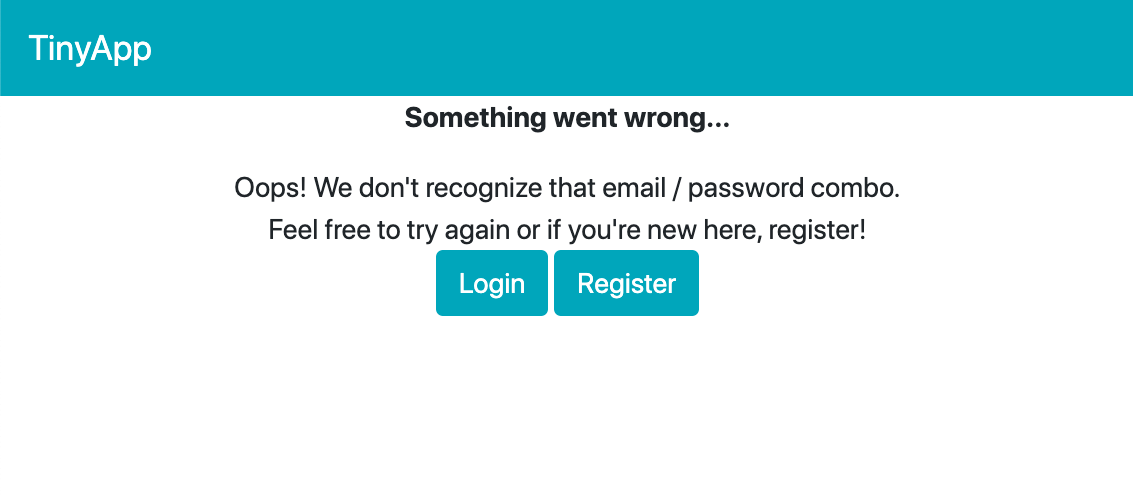 TinyApp
Something went wrong...
Oops! We don't recognize that email / password combo.
Feel free to try again or if you're new here, register!
Login Register